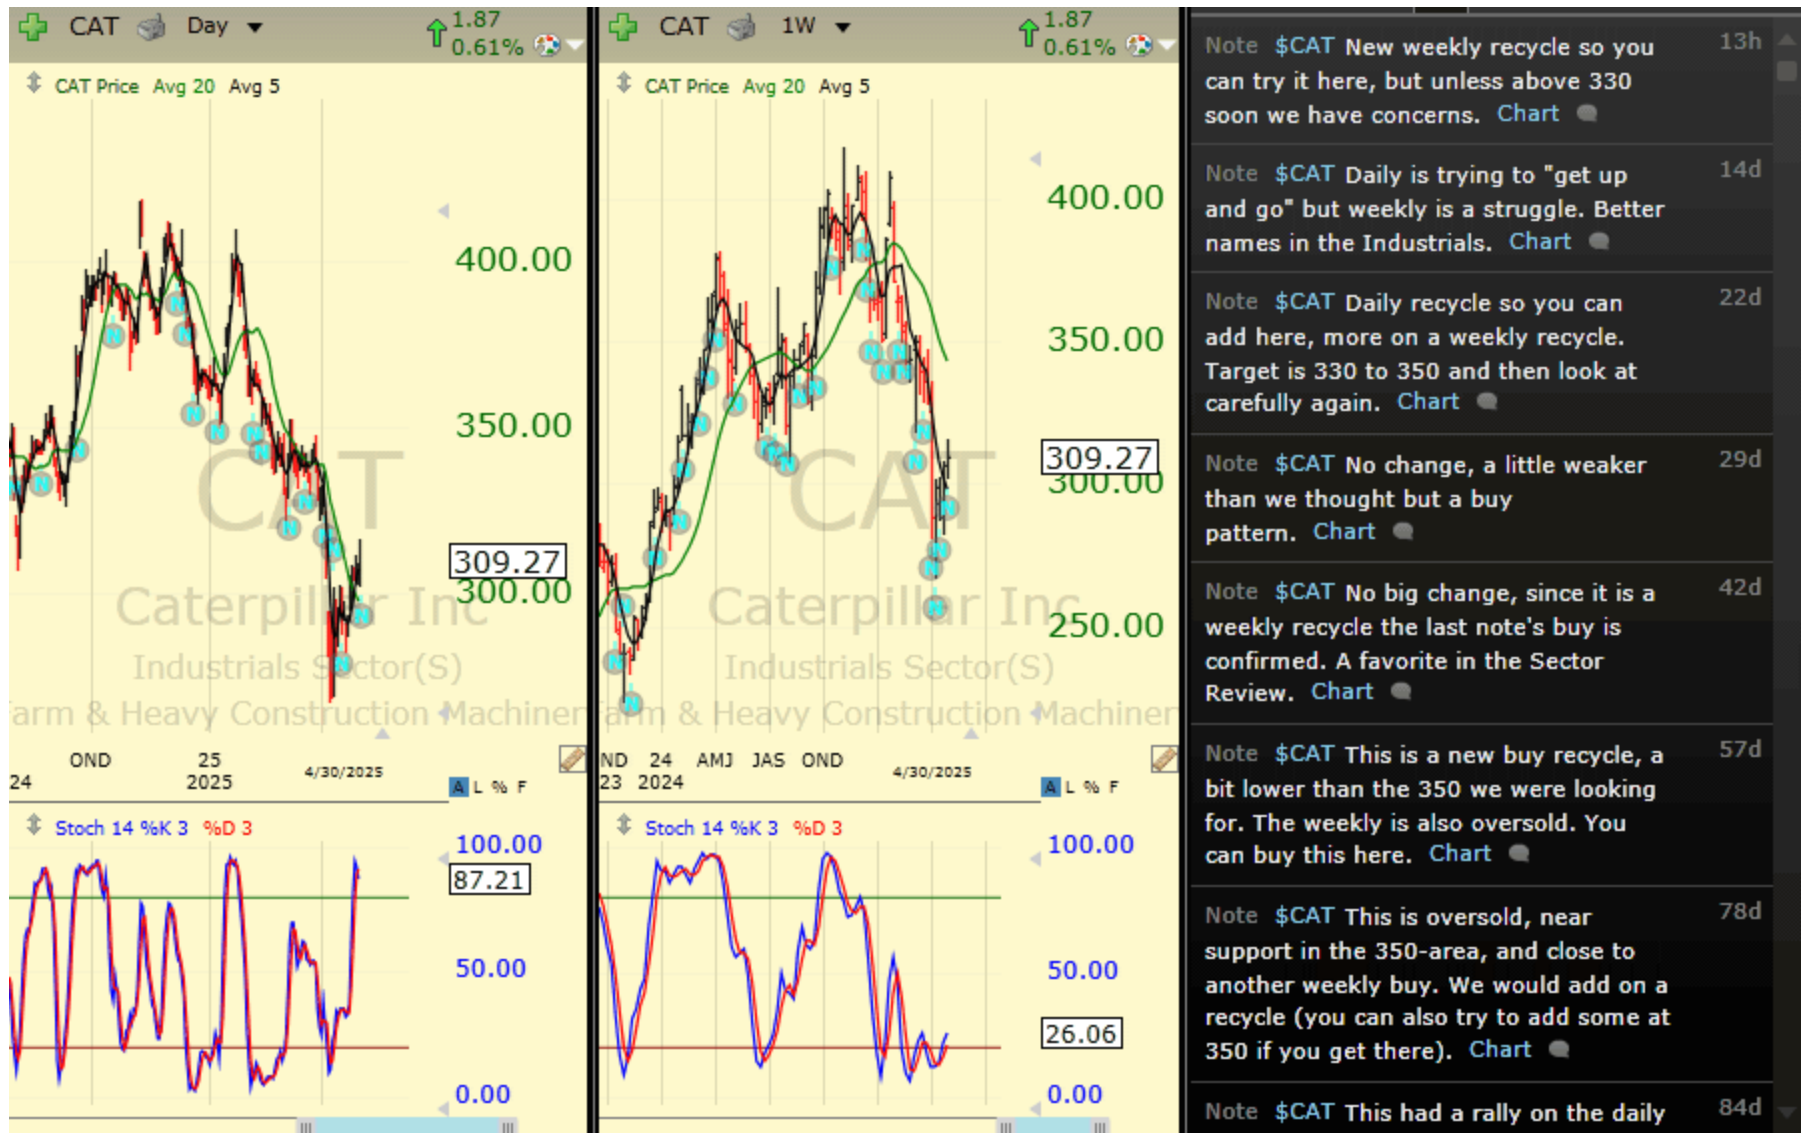 CAT Day 1.87
0.61%
CAT Price Avg 20 Avg 5
400.00
350.00
309.27
300.00
CAT
Caterpillar Inc
Industrials Sector(S)
Farm & Heavy Construction Machiner
OND 25
24 2025 4/30/2025
A L % F
Stoch 14 %K 3 %D 3
100.00
87.21
50.00
0.00
CAT 1W 1.87
0.61%
CAT Price Avg 20 Avg 5
400.00
350.00
309.27
300.00
250.00
CAT
Caterpillar Inc
Industrials Sector(S)
Farm & Heavy Construction Machiner
ND 24 AMJ JAS OND
23 2024 4/30/2025
A L % F
Stoch 14 %K 3 %D 3
100.00
50.00
26.06
0.00
Note $CAT New weekly recycle so you 13h
can try it here, but unless above 330
soon we have concerns. Chart
Note $CAT Daily is trying to "get up 14d
and go" but weekly is a struggle. Better
names in the Industrials. Chart
Note $CAT Daily recycle so you can 22d
add here, more on a weekly recycle.
Target is 330 to 350 and then look at
carefully again. Chart
Note $CAT No change, a little weaker 29d
than we thought but a buy
pattern. Chart
Note $CAT No big change, since it is a 42d
weekly recycle the last note's buy is
confirmed. A favorite in the Sector
Review. Chart
Note $CAT This is a new buy recycle, a 57d
bit lower than the 350 we were looking
for. The weekly is also oversold. You
can buy this here. Chart
Note $CAT This is oversold, near 78d
support in the 350-area, and close to
another weekly buy. We would add on a
recycle (you can also try to add some at
350 if you get there). Chart
Note $CAT This had a rally on the daily 84d